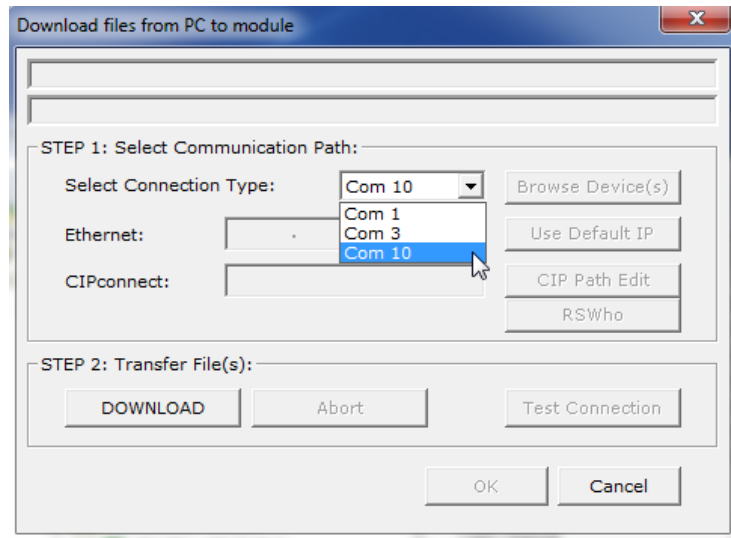 Download files from PC to module
x
STEP 1: Select Communication Path:
Select Connection Type: Com 10 Browse Device(s)
Com 1
Ethernet: . Com 3 Use Default IP
Com 10
CIPconnect: CIP Path Edit
RSWho
STEP 2: Transfer File(s):
DOWNLOAD Abort Test Connection
OK Cancel